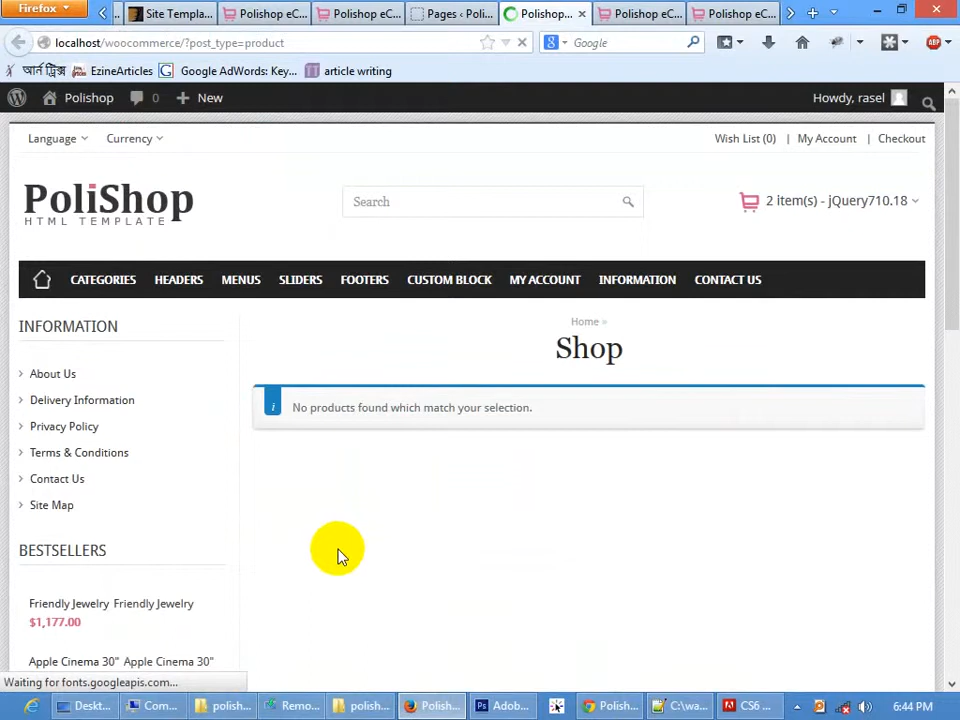 Firefox
Site Templa...
Polishop eC...
Polishop eC...
Pages ‹ Poli...
Polishop...
Polishop eC...
Polishop eC...
localhost/woocommerce/?post_type=product
Google
আর্ন ট্রিক্স
EzineArticles
Google AdWords: Key...
article writing
Polishop
0
New
Howdy, rasel
Language
Currency
Wish List (0)
My Account
Checkout
PoliShop
HTML TEMPLATE
Search
2 item(s) - jQuery710.18
CATEGORIES
HEADERS
MENUS
SLIDERS
FOOTERS
CUSTOM BLOCK
MY ACCOUNT
INFORMATION
CONTACT US
INFORMATION
About Us
Delivery Information
Privacy Policy
Terms & Conditions
Contact Us
Site Map
Home »
Shop
No products found which match your selection.
BESTSELLERS
Friendly Jewelry Friendly Jewelry
$1,177.00
Apple Cinema 30" Apple Cinema 30"
Waiting for fonts.googleapis.com...
Deskt...
Com...
polish...
Remo...
polish...
Polish...
Adob...
Polish...
C:\wa...
CS6 ...
6:44 PM